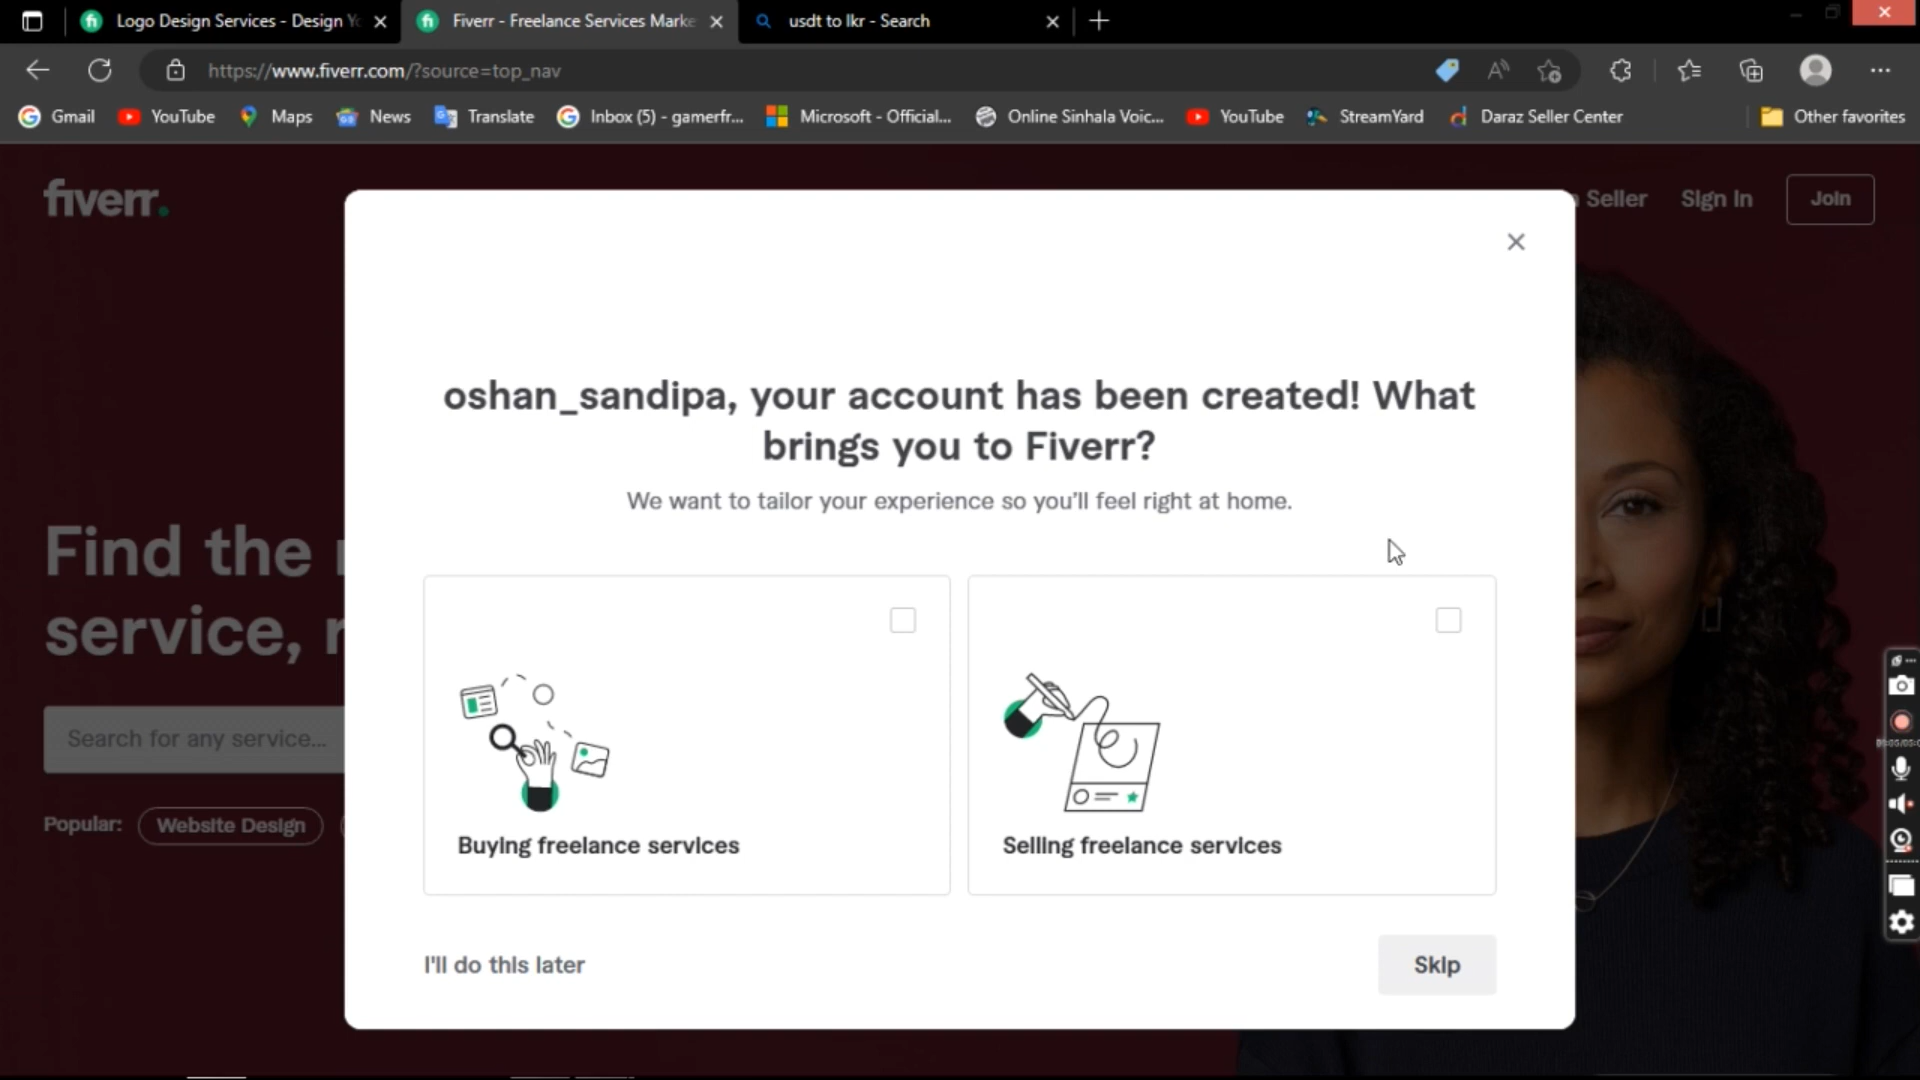 Logo Design Services - Design Yo
Fiverr - Freelance Services Marke
usdt to lkr - Search
https://www.fiverr.com/?source=top_nav
Gmail
YouTube
Maps
News
Translate
Inbox (5) - gamerfr...
Microsoft - Official...
Online Sinhala Voic...
YouTube
StreamYard
Daraz Seller Center
Other favorites
fiverr.
Seller
Sign In
Join
oshan_sandipa, your account has been created! What
brings you to Fiverr?
We want to tailor your experience so you'll feel right at home.
Find the
service,
Search for any service...
Popular:
Website Design
Buying freelance services
Selling freelance services
I'll do this later
Skip